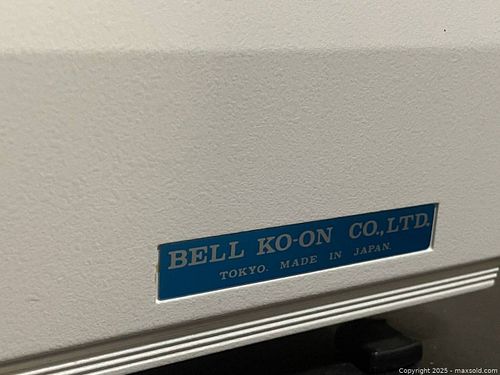 BELL KO-ON CO.,LTD.
TOKYO. MADE IN JAPAN.
Copyright 2025 - maxsold.com